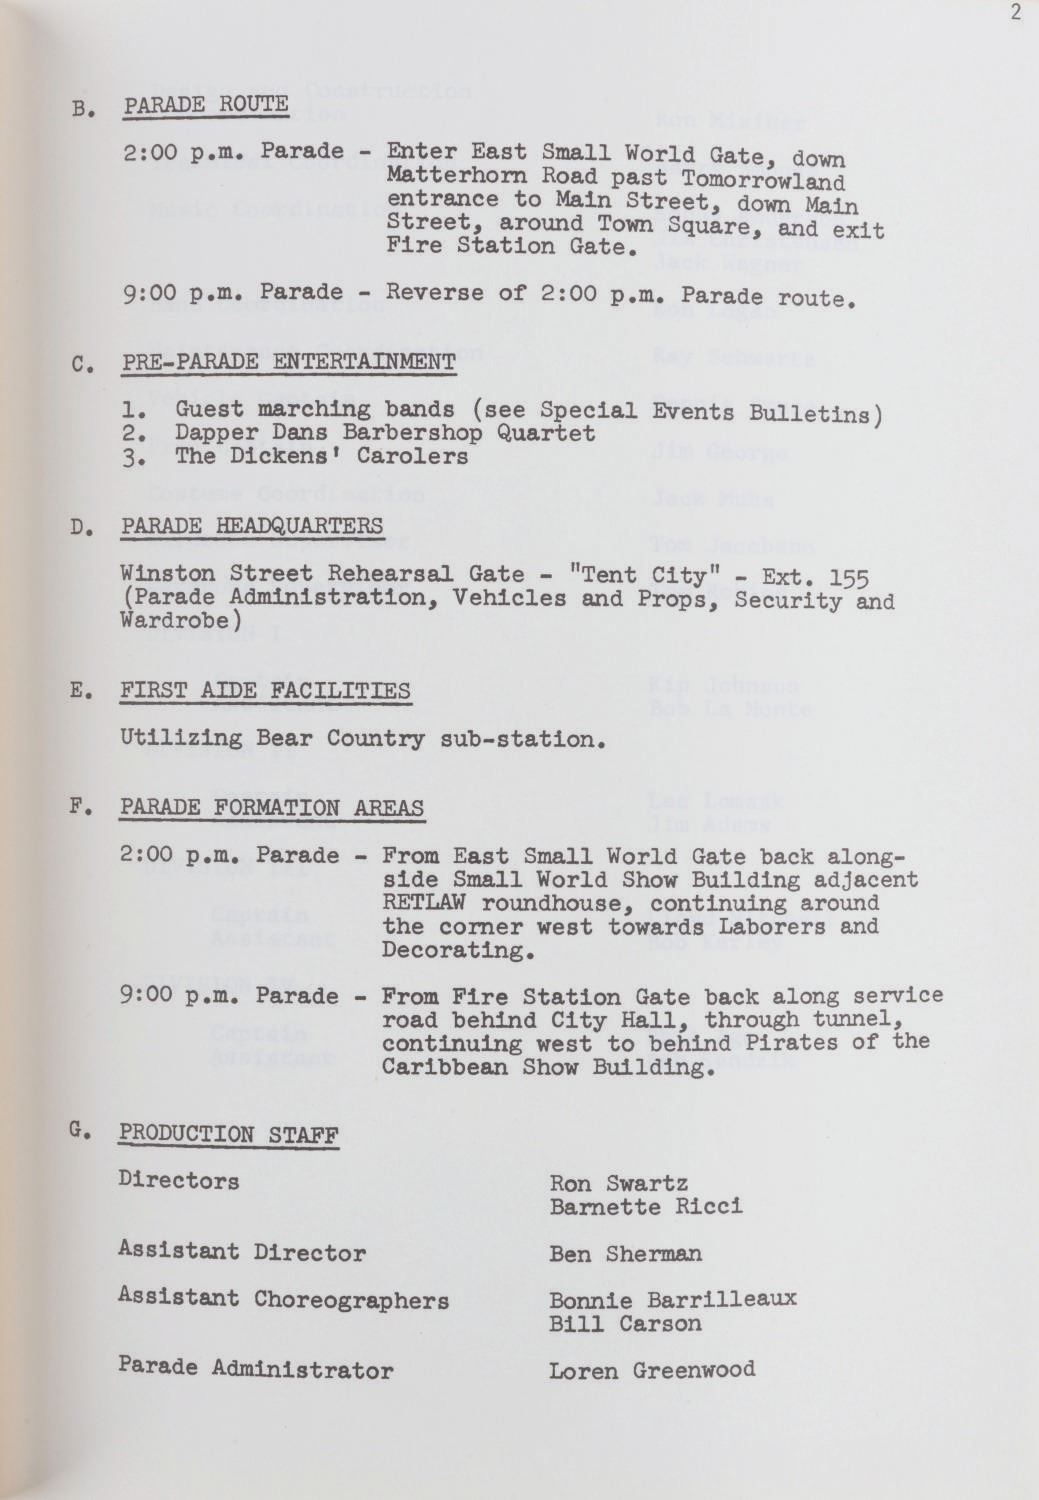 2
B. PARADE ROUTE
2:00 p.m. Parade - Enter East Small World Gate, down
Matterhorn Road past Tomorrowland
entrance to Main Street, down Main
Street, around Town Square, and exit
Fire Station Gate.
9:00 p.m. Parade - Reverse of 2:00 p.m. Parade route.
C. PRE-PARADE ENTERTAINMENT
1. Guest marching bands (see Special Events Bulletins)
2. Dapper Dans Barbershop Quartet
3. The Dickens' Carolers
D. PARADE HEADQUARTERS
Winston Street Rehearsal Gate - "Tent City" - Ext. 155
(Parade Administration, Vehicles and Props, Security and
Wardrobe)
E. FIRST AIDE FACILITIES
Utilizing Bear Country sub-station.
F. PARADE FORMATION AREAS
2:00 p.m. Parade - From East Small World Gate back along-
side Small World Show Building adjacent
RETLAW roundhouse, continuing around
the corner west towards Laborers and
Decorating.
9:00 p.m. Parade - From Fire Station Gate back along service
road behind City Hall, through tunnel,
continuing west to behind Pirates of the
Caribbean Show Building.
G. PRODUCTION STAFF
Directors Ron Swartz
Barnette Ricci
Assistant Director Ben Sherman
Assistant Choreographers Bonnie Barrilleaux
Bill Carson
Parade Administrator Loren Greenwood